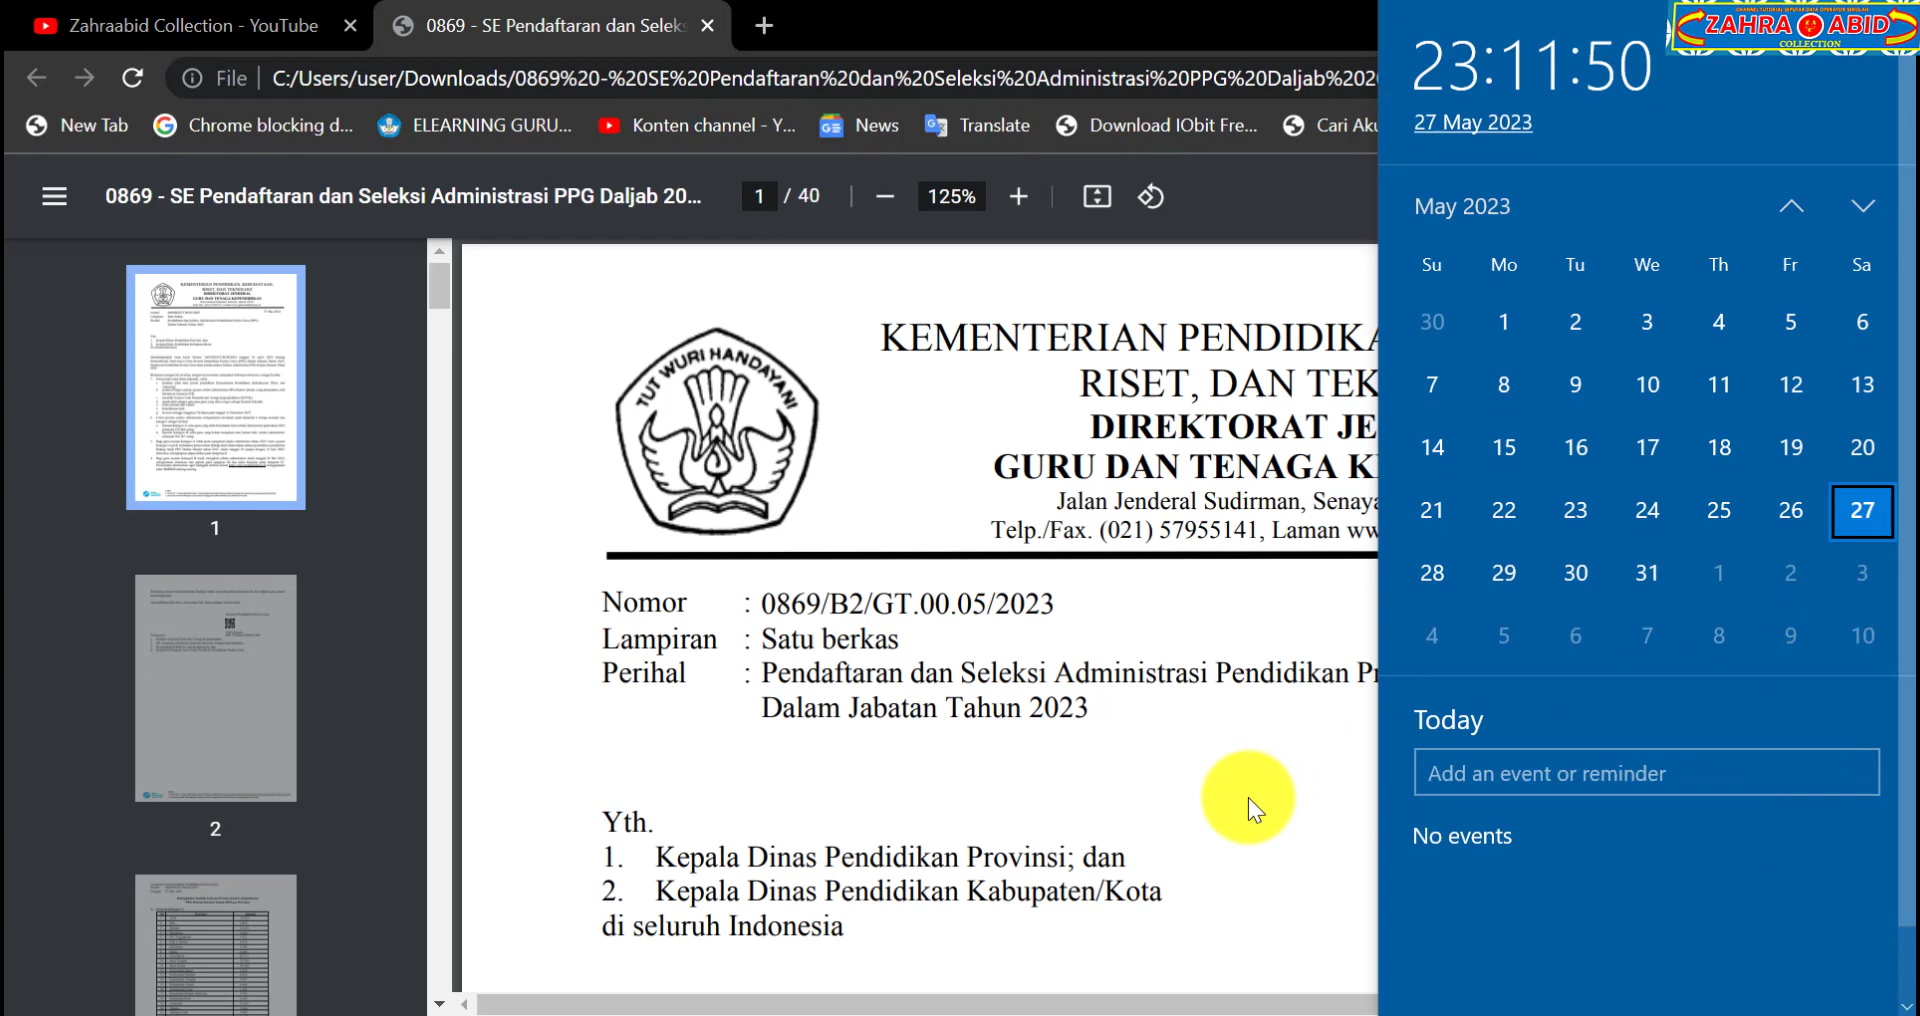 Zahraabid Collection - YouTube
0869 - SE Pendaftaran dan Seleks
File
C:/Users/user/Downloads/0869%20-%20SE%20Pendaftaran%20dan%20Seleksi%20Administrasi%20PPG%20Daljab%202
New Tab
Chrome blocking d...
ELEARNING GURU...
Konten channel - Y...
News
Translate
Download IObit Fre...
Cari Aku
0869 - SE Pendaftaran dan Seleksi Administrasi PPG Daljab 20...
1 / 40
125%
1
2
TUT WURI HANDAYANI
KEMENTERIAN PENDIDIKA
RISET, DAN TEK
DIREKTORAT JE
GURU DAN TENAGA K
Jalan Jenderal Sudirman, Senaya
Telp./Fax. (021) 57955141, Laman ww
Nomor : 0869/B2/GT.00.05/2023
Lampiran : Satu berkas
Perihal : Pendaftaran dan Seleksi Administrasi Pendidikan Pr
Dalam Jabatan Tahun 2023
Yth.
1. Kepala Dinas Pendidikan Provinsi; dan
2. Kepala Dinas Pendidikan Kabupaten/Kota
di seluruh Indonesia
CHANNEL TUTORIAL SEPUTAR DATA OPERATOR SEKOLAH
ZAHRA ABID
COLLECTION
23:11:50
27 May 2023
May 2023
Su Mo Tu We Th Fr Sa
30 1 2 3 4 5 6
7 8 9 10 11 12 13
14 15 16 17 18 19 20
21 22 23 24 25 26 27
28 29 30 31 1 2 3
4 5 6 7 8 9 10
Today
Add an event or reminder
No events